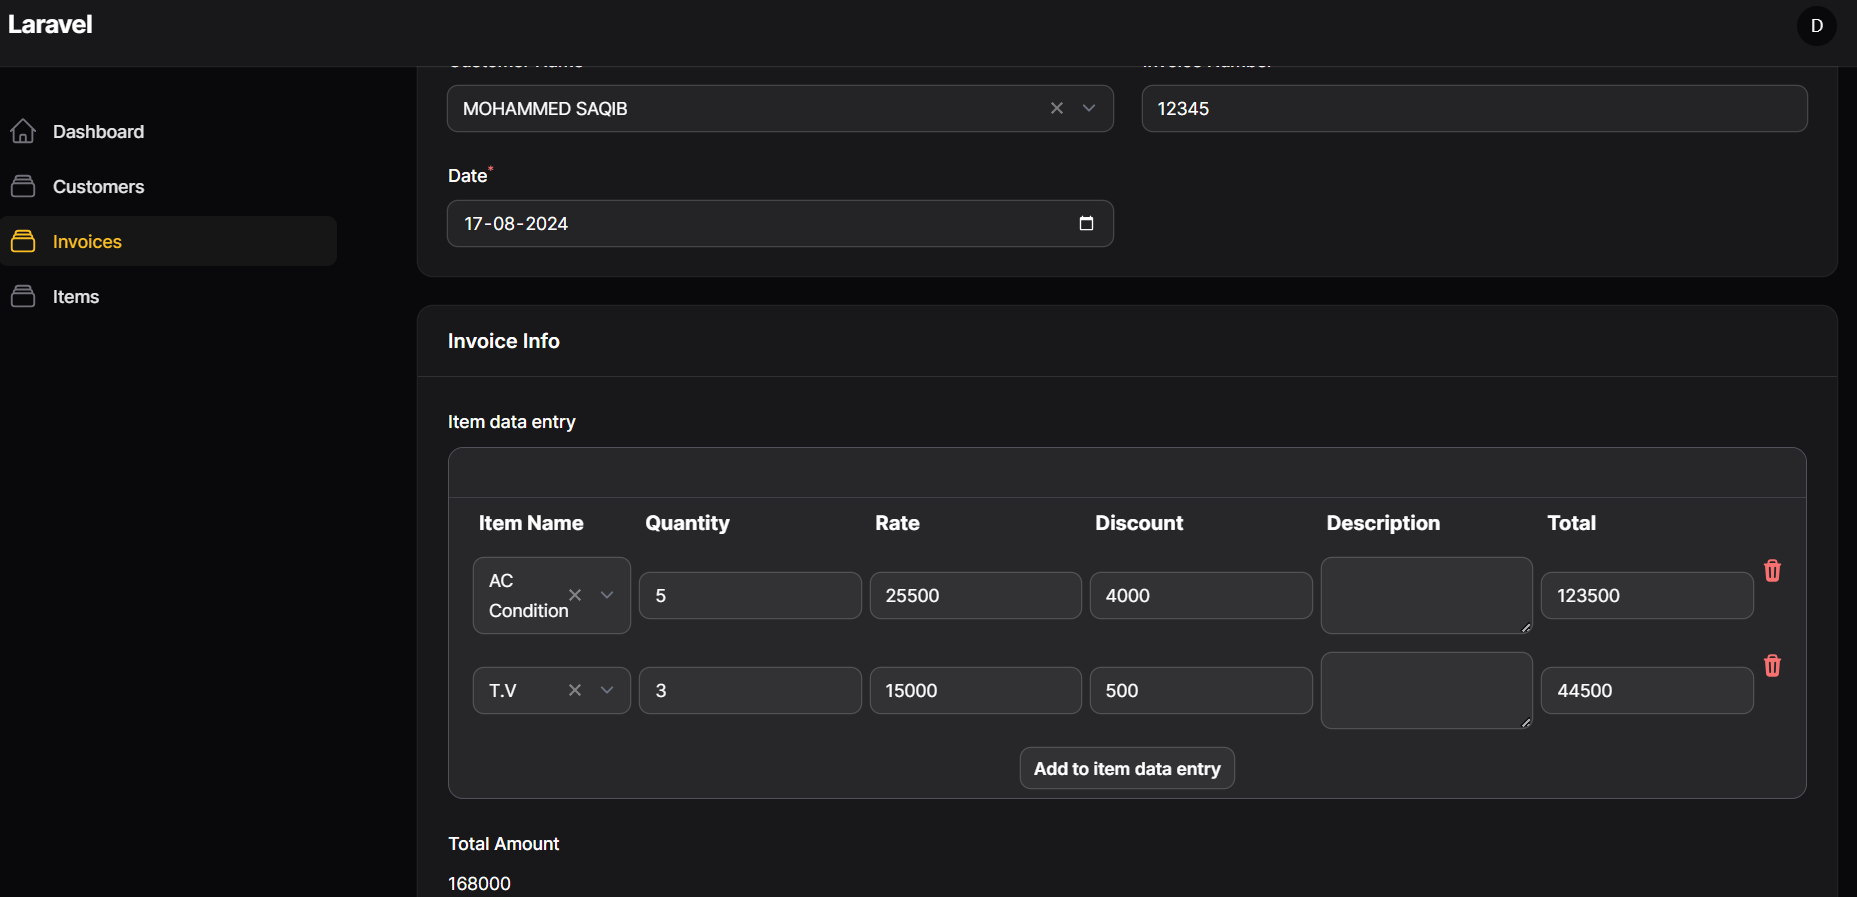 Laravel
D
Dashboard
Customers
Invoices
Items
MOHAMMED SAQIB
12345
Date*
17-08-2024
Invoice Info
Item data entry
Item Name Quantity Rate Discount Description Total
AC
Condition
5 25500 4000 123500
T.V 3 15000 500 44500
Add to item data entry
Total Amount
168000